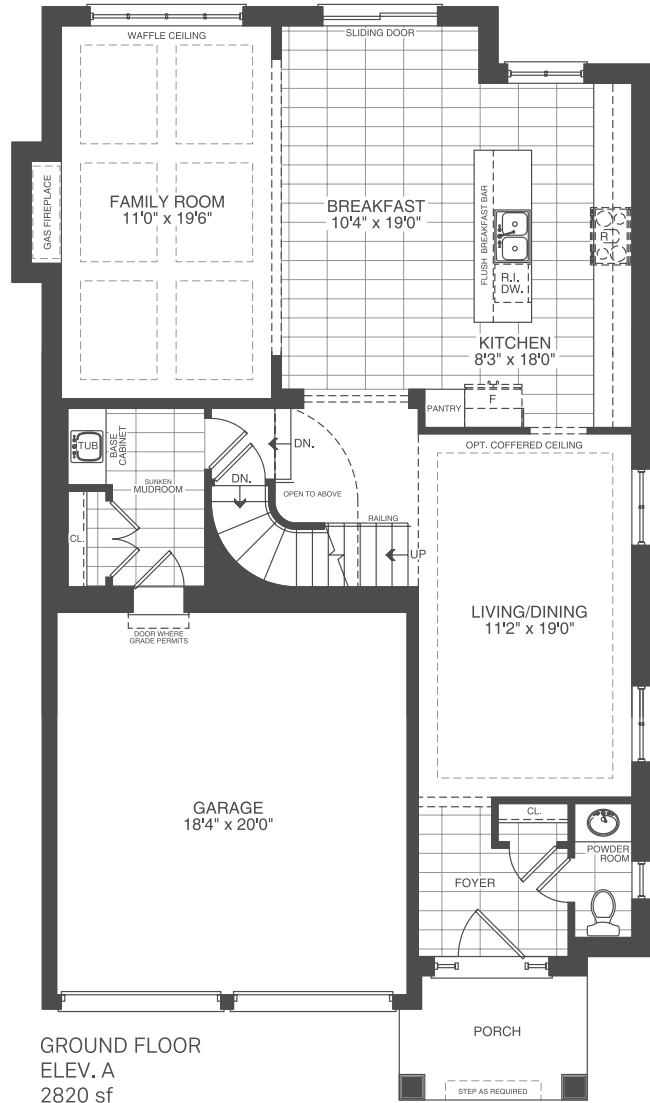 WAFFLE CEILING
SLIDING DOOR
GAS FIREPLACE
FAMILY ROOM
11'0" x 19'6"
BREAKFAST
10'4" x 19'0"
FLUSH BREAKFAST BAR
R.I.
DW.
R
KITCHEN
8'3" x 18'0"
PANTRY
F
TUB
BASE
CABINET
SUNKEN
MUDROOM
CL.
DN.
DN.
OPEN TO ABOVE
RAILING
UP
OPT. COFFERED CEILING
LIVING/DINING
11'2" x 19'0"
DOOR WHERE
GRADE PERMITS
GARAGE
18'4" x 20'0"
CL.
POWDER
ROOM
FOYER
PORCH
STEP AS REQUIRED
GROUND FLOOR
ELEV. A
2820 sf